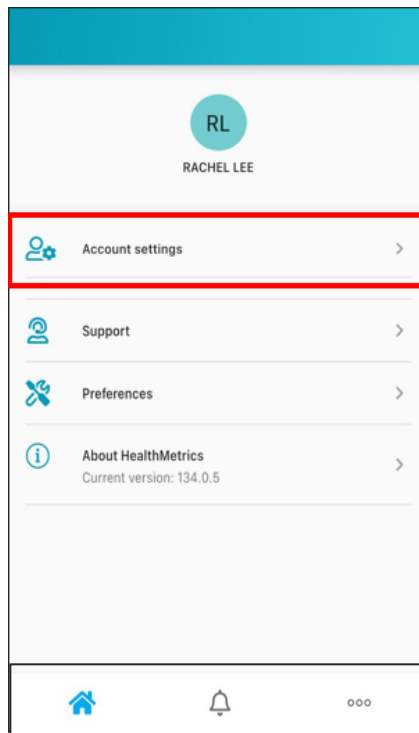 RL
RACHEL LEE
Account settings
Support
Preferences
About HealthMetrics
Current version: 134.0.5